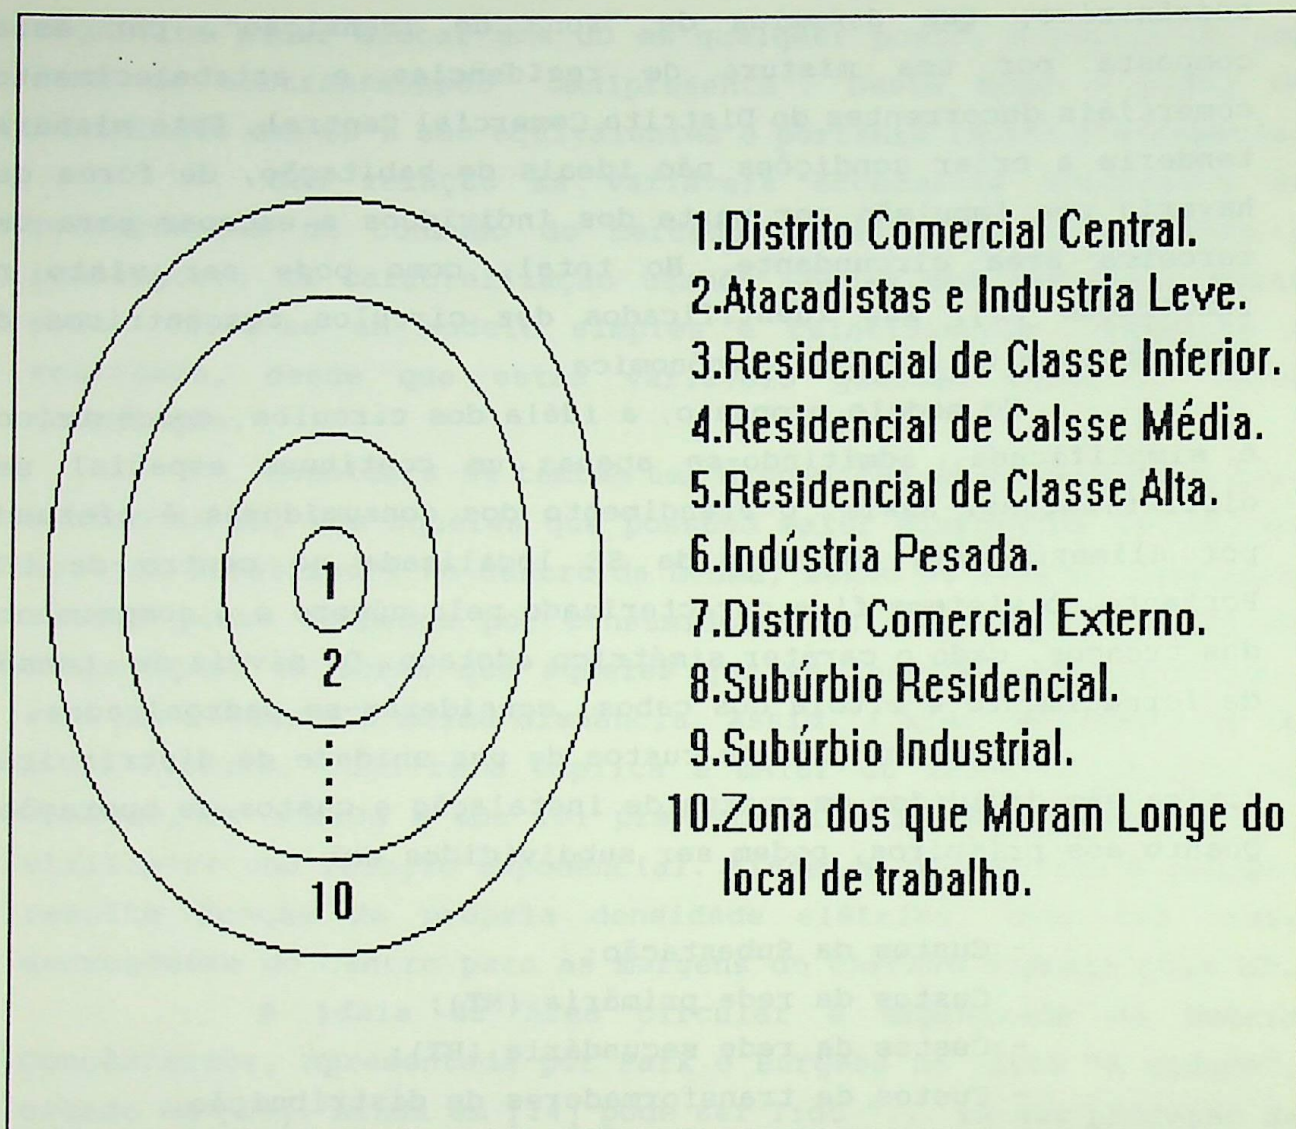 1
2
10
1.Distrito Comercial Central.
2.Atacadistas e Industria Leve.
3.Residencial de Classe Inferior.
4.Residencial de Calsse Média.
5.Residencial de Classe Alta.
6.Indústria Pesada.
7.Distrito Comercial Externo.
8.Subúrbio Residencial.
9.Subúrbio Industrial.
10.Zona dos que Moram Longe do
local de trabalho.